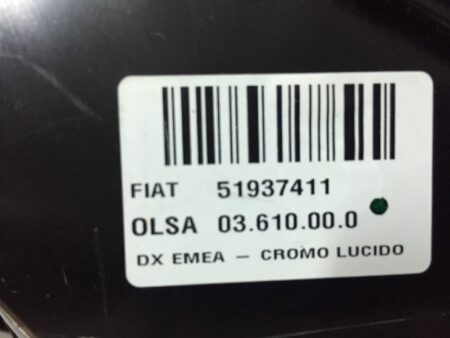 FIAT 51937411
OLSA 03.610.00.0
DX EMEA – CROMO LUCIDO